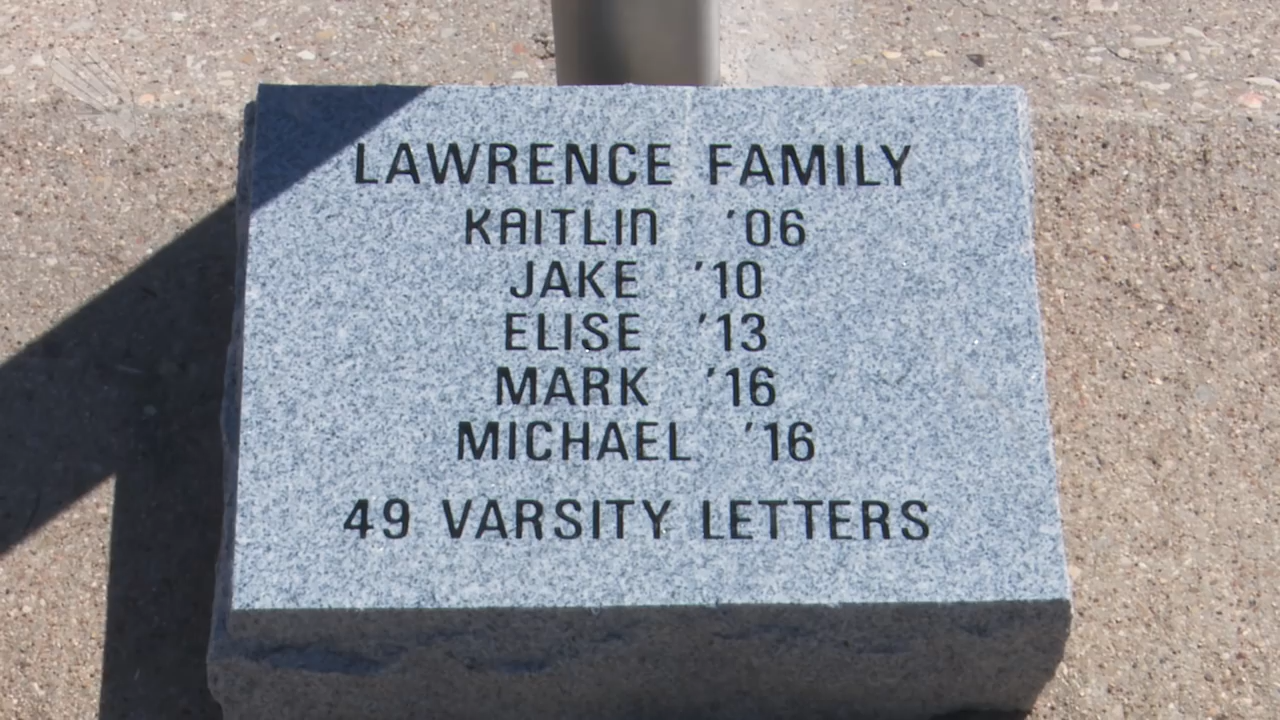 LAWRENCE FAMILY
KAITLIN '06
JAKE '10
ELISE '13
MARK '16
MICHAEL '16
49 VARSITY LETTERS